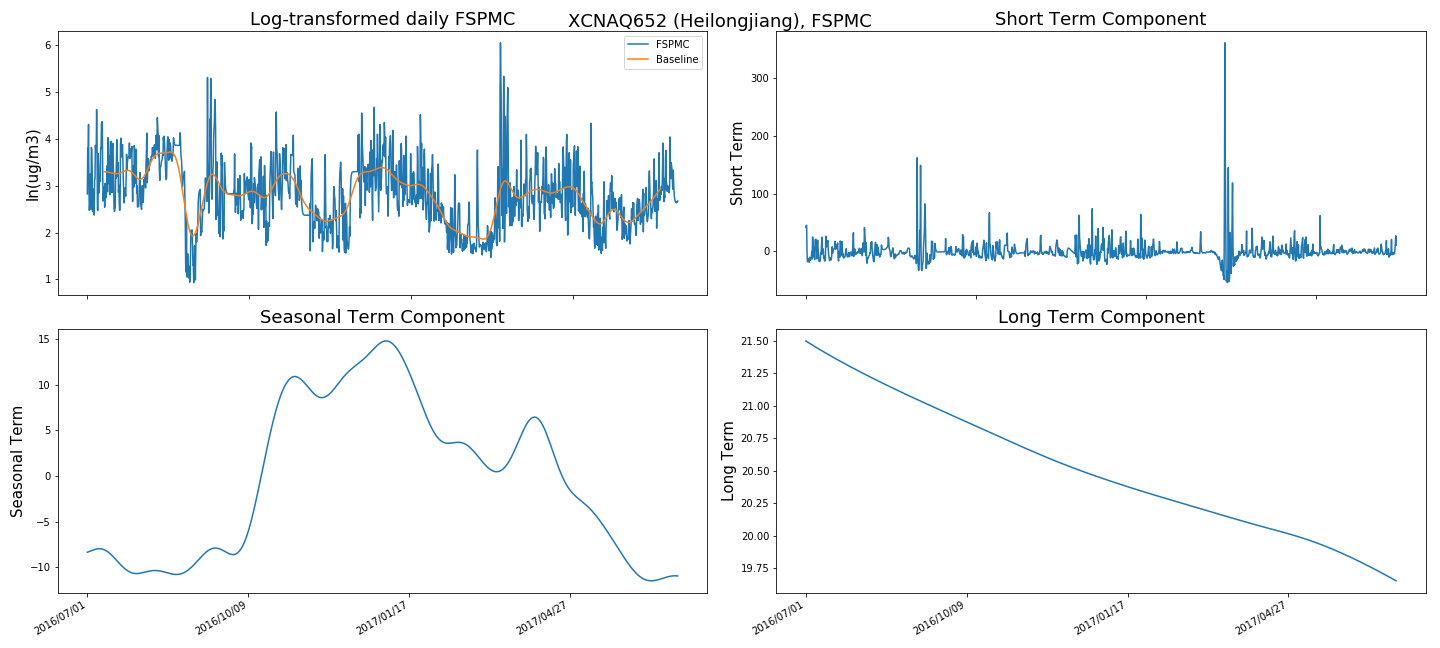 XCNAQ652 (Heilongjiang), FSPMC
Log-transformed daily FSPMC
ln(ug/m3)
6
5
4
3
2
1
FSPMC
Baseline
Short Term Component
Short Term
300
200
100
0
Seasonal Term Component
Seasonal Term
15
10
5
0
−5
−10
2016/07/01
2016/10/09
2017/01/17
2017/04/27
Long Term Component
Long Term
21.50
21.25
21.00
20.75
20.50
20.25
20.00
19.75
2016/07/01
2016/10/09
2017/01/17
2017/04/27